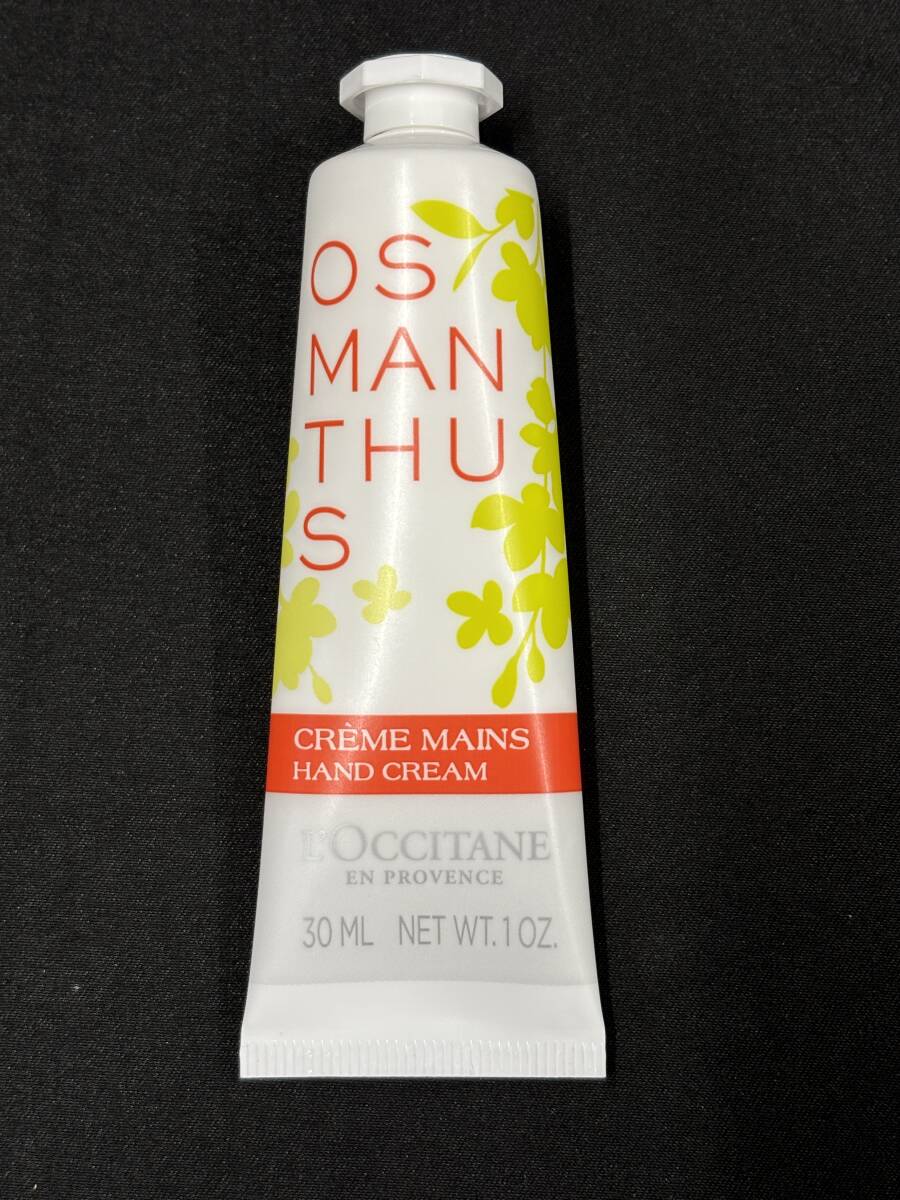 OS
MAN
THU
S
CRÈME MAINS
HAND CREAM
L'OCCITANE
EN PROVENCE
30 ML NET WT. 1 OZ.